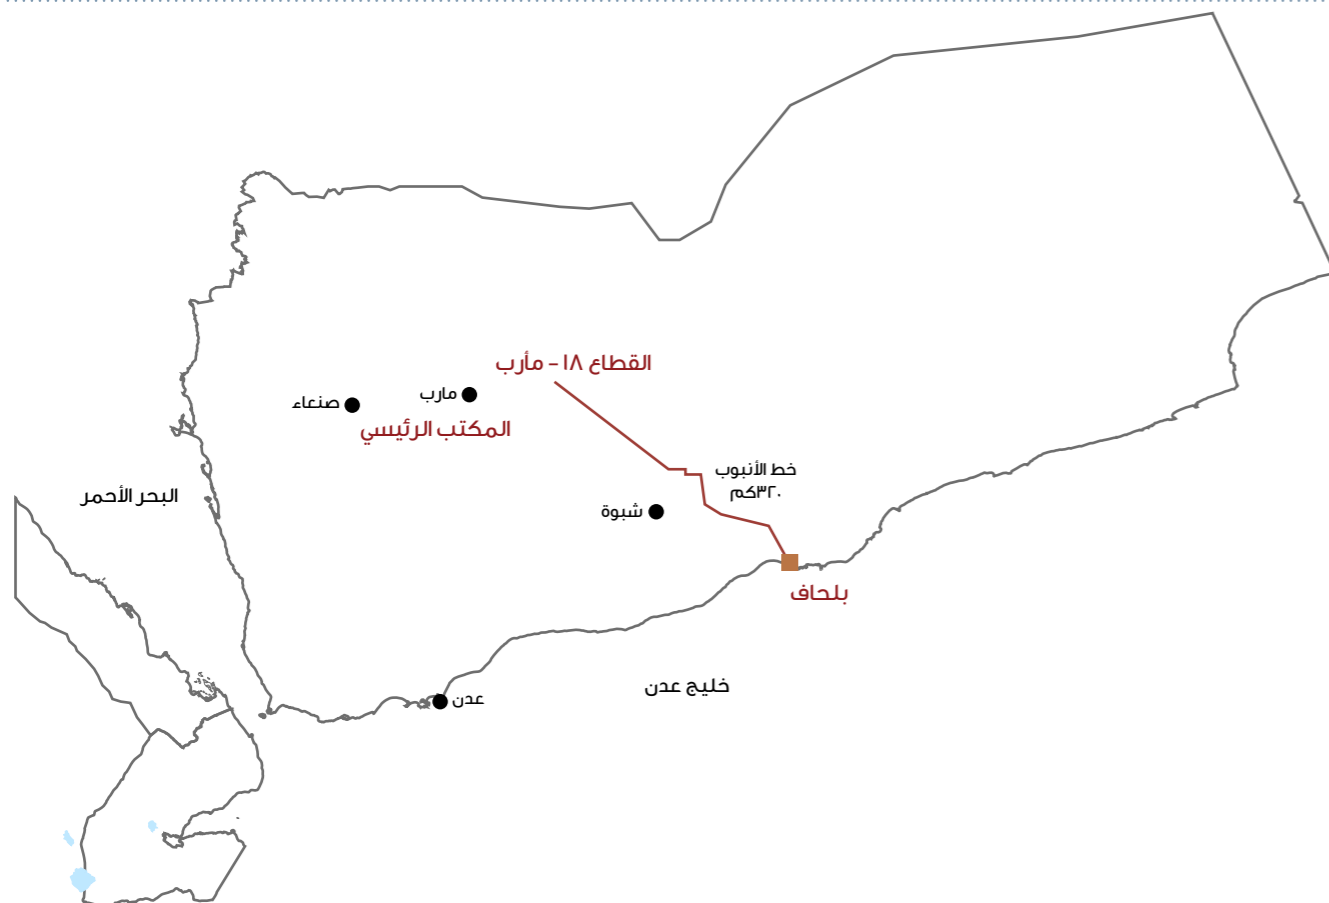 القطاع ١٨ - مأرب
مارب
صنعاء
المكتب الرئيسي
خط الأنبوب
٣٢٠كم
البحر الأحمر
شبوة
بلحاف
خليج عدن
عدن